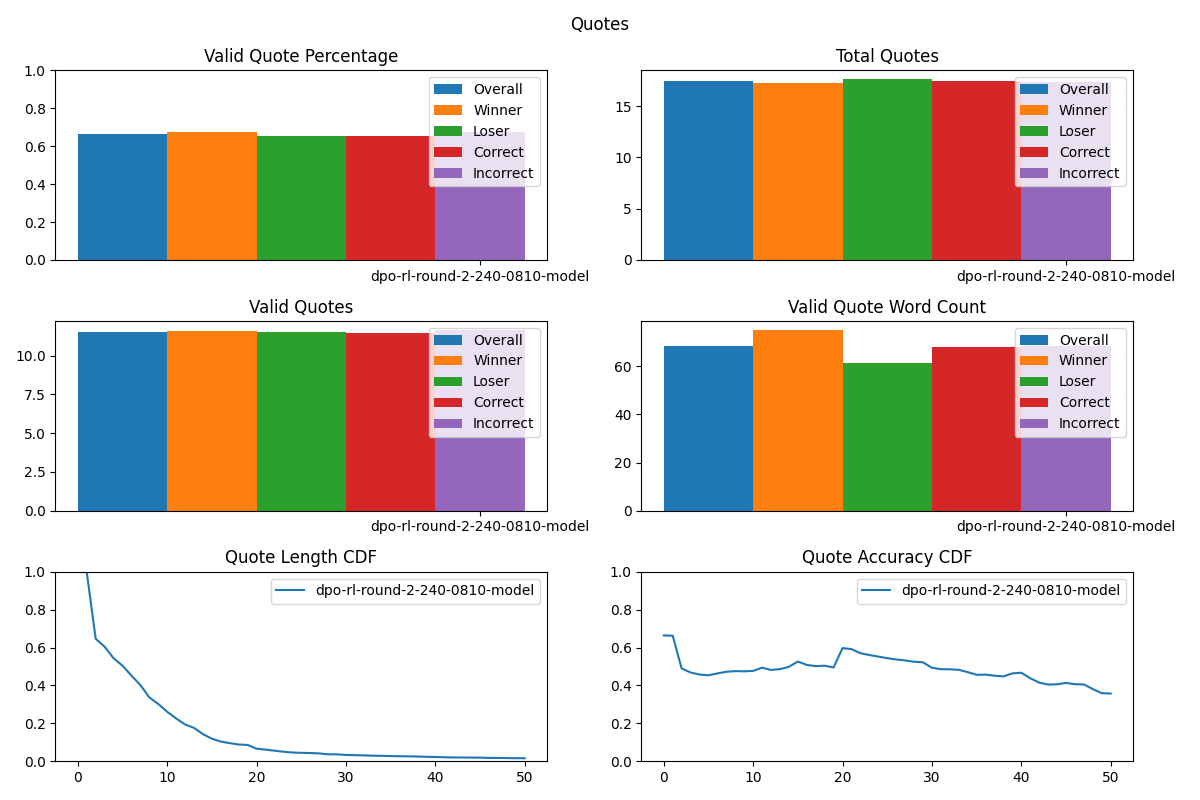 Quotes
Valid Quote Percentage
1.0
0.8
0.6
0.4
0.2
0.0
Overall
Winner
Loser
Correct
Incorrect
dpo-rl-round-2-240-0810-model
Total Quotes
15
10
5
0
Overall
Winner
Loser
Correct
Incorrect
dpo-rl-round-2-240-0810-model
Valid Quotes
10.0
7.5
5.0
2.5
0.0
Overall
Winner
Loser
Correct
Incorrect
dpo-rl-round-2-240-0810-model
Valid Quote Word Count
60
40
20
0
Overall
Winner
Loser
Correct
Incorrect
dpo-rl-round-2-240-0810-model
Quote Length CDF
1.0
0.8
0.6
0.4
0.2
0.0
dpo-rl-round-2-240-0810-model
0 10 20 30 40 50
Quote Accuracy CDF
1.0
0.8
0.6
0.4
0.2
0.0
dpo-rl-round-2-240-0810-model
0 10 20 30 40 50